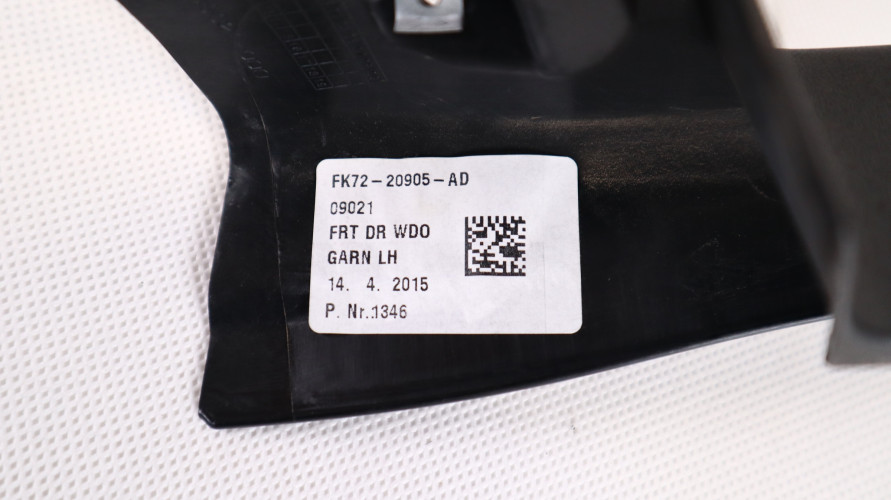 FK72-20905-AD
09021
FRT DR WDO
GARN LH
14. 4. 2015
P. Nr.:1346